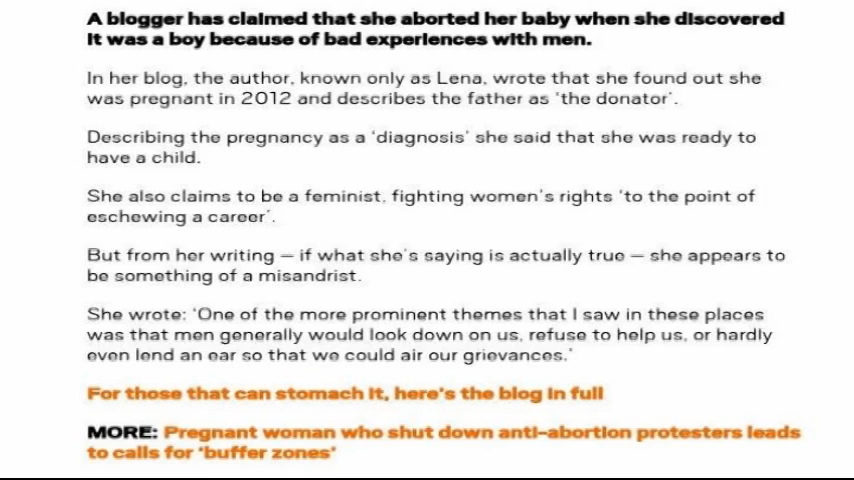 A blogger has claimed that she aborted her baby when she discovered
it was a boy because of bad experiences with men.
In her blog, the author, known only as Lena, wrote that she found out she
was pregnant in 2012 and describes the father as 'the donator'.
Describing the pregnancy as a 'diagnosis' she said that she was ready to
have a child.
She also claims to be a feminist, fighting women's rights 'to the point of
eschewing a career'.
But from her writing – if what she's saying is actually true – she appears to
be something of a misandrist.
She wrote: 'One of the more prominent themes that I saw in these places
was that men generally would look down on us, refuse to help us, or hardly
even lend an ear so that we could air our grievances.'
For those that can stomach it, here's the blog in full
MORE: Pregnant woman who shut down anti-abortion protesters leads
to calls for 'buffer zones'